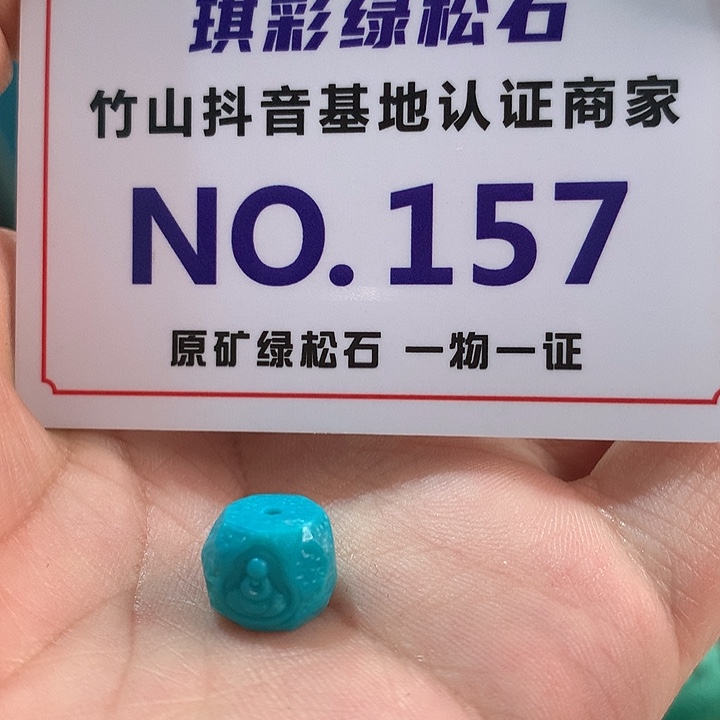 琪彩绿松石
竹山抖音基地认证商家
NO.157
原矿绿松石 一物一证